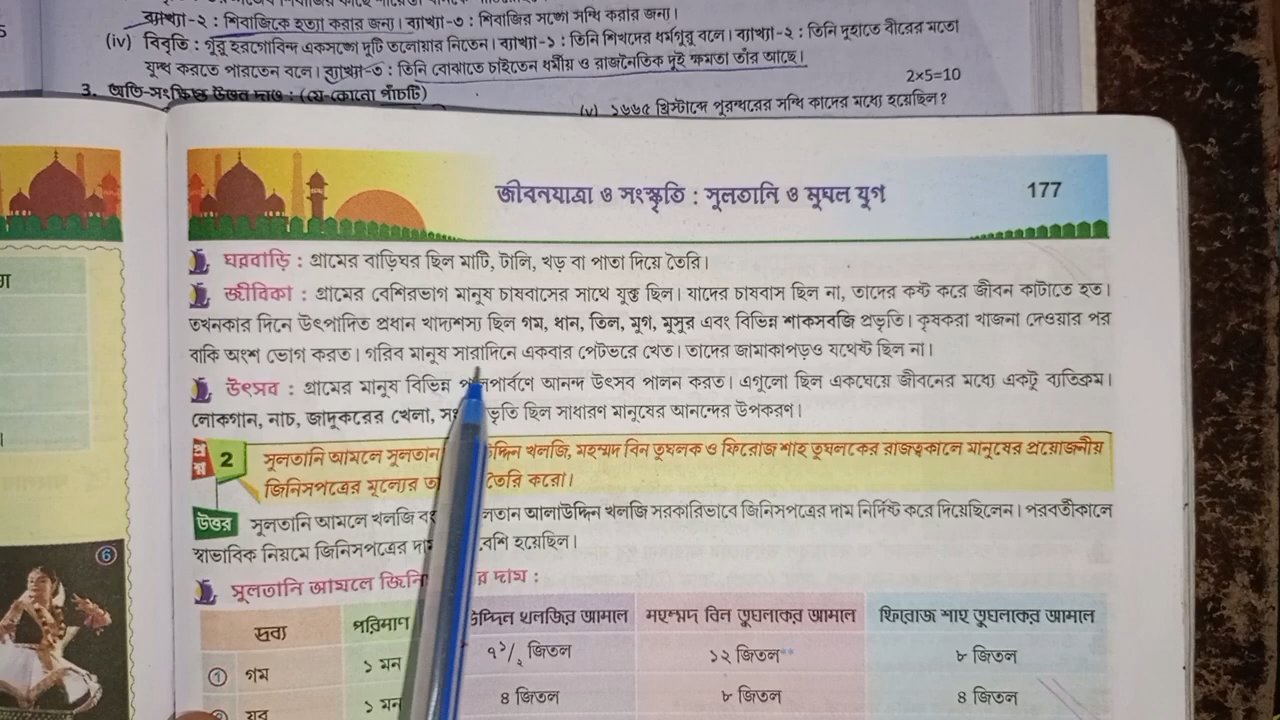 ব্যাখ্যা-২ : শিবাজিকে হত্যা করার জন্য। ব্যাখ্যা-৩ : শিবাজির সঙ্গে সন্ধি করার জন্য।
(iv) বিবৃতি : গুরু হরগোবিন্দ একসঙ্গে দুটি তলোয়ার নিতেন। ব্যাখ্যা-১ : তিনি শিখদের ধর্মগুরু বলে। ব্যাখ্যা-২ : তিনি দুহাতে বীরের মতো
যুদ্ধ করতে পারতেন বলে। ব্যাখ্যা-৩ : তিনি বোঝাতে চাইতেন ধর্মীয় ও রাজনৈতিক দুই ক্ষমতা তাঁর আছে।
3. অতি-সংক্ষিপ্ত উত্তর দাও : (যে-কোনো পাঁচটি) 2×5=10
(v) ১৬৬৫ খ্রিস্টাব্দে পুরন্ধরের সন্ধি কাদের মধ্যে হয়েছিল?
জীবনযাত্রা ও সংস্কৃতি : সুলতানি ও মুঘল যুগ 177
ঘরবাড়ি : গ্রামের বাড়িঘর ছিল মাটি, টালি, খড় বা পাতা দিয়ে তৈরি।
জীবিকা : গ্রামের বেশিরভাগ মানুষ চাষবাসের সাথে যুক্ত ছিল। যাদের চাষবাস ছিল না, তাদের কষ্ট করে জীবন কাটাতে হত।
তখনকার দিনে উৎপাদিত প্রধান খাদ্যশস্য ছিল গম, ধান, তিল, মুগ, মুসুর এবং বিভিন্ন শাকসবজি প্রভৃতি। কৃষকরা খাজনা দেওয়ার পর
বাকি অংশ ভোগ করত। গরিব মানুষ সারাদিনে একবার পেটভরে খেত। তাদের জামাকাপড়ও যথেষ্ট ছিল না।
উৎসব : গ্রামের মানুষ বিভিন্ন পার্বণে আনন্দ উৎসব পালন করত। এগুলো ছিল একঘেয়ে জীবনের মধ্যে একটু ব্যতিক্রম।
লোকগান, নাচ, জাদুকরের খেলা, ছিল সাধারণ মানুষের আনন্দের উপকরণ।
প্রশ্ন 2 সুলতানি আমলে সুলতান খলজি, মহম্মদ বিন তুঘলক ও ফিরোজ শাহ তুঘলকের রাজত্বকালে মানুষের প্রয়োজনীয়
জিনিসপত্রের মূল্যের তৈরি করো।
উত্তর সুলতানি আমলে খলজি আলাউদ্দিন খলজি সরকারিভাবে জিনিসপত্রের দাম নির্দিষ্ট করে দিয়েছিলেন। পরবর্তীকালে
স্বাভাবিক নিয়মে জিনিসপত্রের বেশি হয়েছিল।
সুলতানি আমলে দাম :
দ্রব্য পরিমাণ খলজির আমলে মহম্মদ বিন তুঘলকের আমলে ফিরোজ শাহ তুঘলকের আমলে
1 গম ১ মন ৭১/২ জিতল ১২ জিতল** ৮ জিতল
যব ১ মন ৪ জিতল ৮ জিতল ৪ জিতল
6